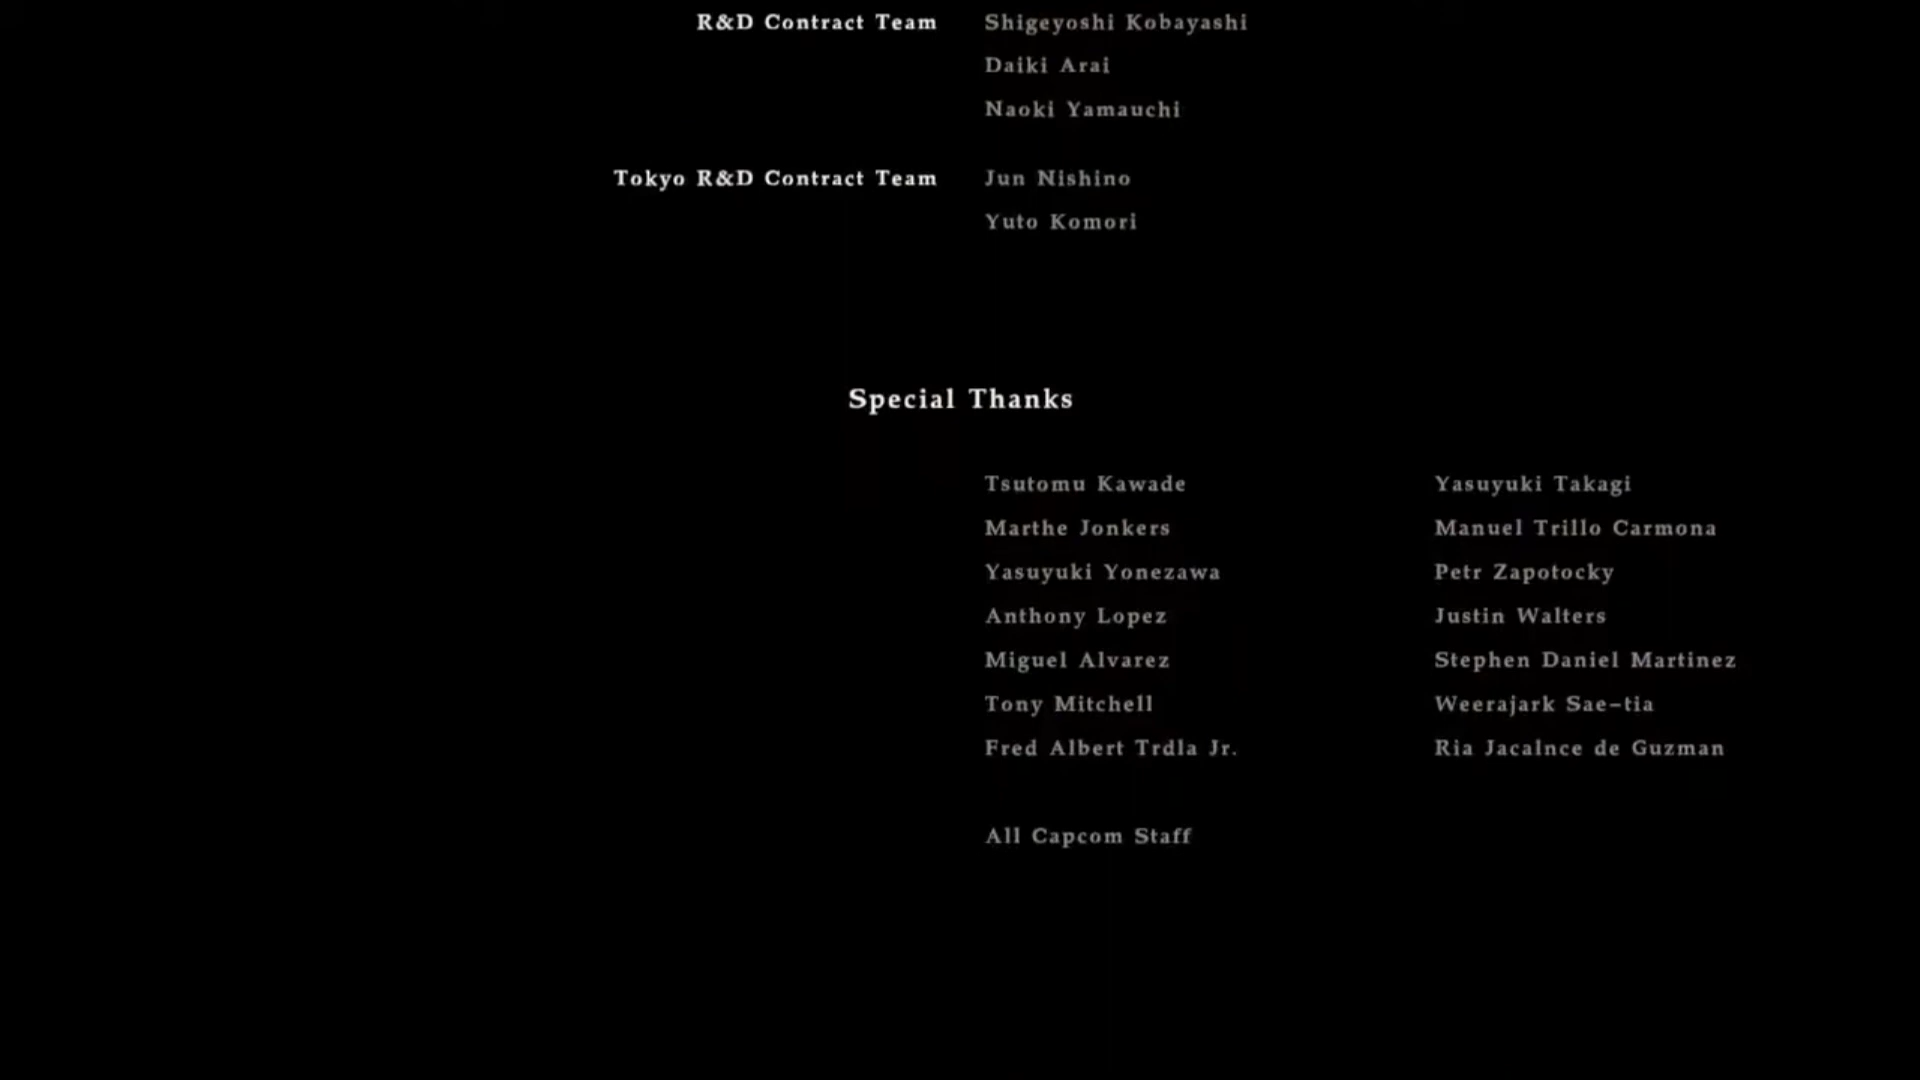 R&D Contract Team Shigeyoshi Kobayashi
Daiki Arai
Naoki Yamauchi
Tokyo R&D Contract Team Jun Nishino
Yuto Komori
Special Thanks
Tsutomu Kawade Yasuyuki Takagi
Marthe Jonkers Manuel Trillo Carmona
Yasuyuki Yonezawa Petr Zapotocky
Anthony Lopez Justin Walters
Miguel Alvarez Stephen Daniel Martinez
Tony Mitchell Weerajark Sae-tia
Fred Albert Trdla Jr. Ria Jacalnce de Guzman
All Capcom Staff